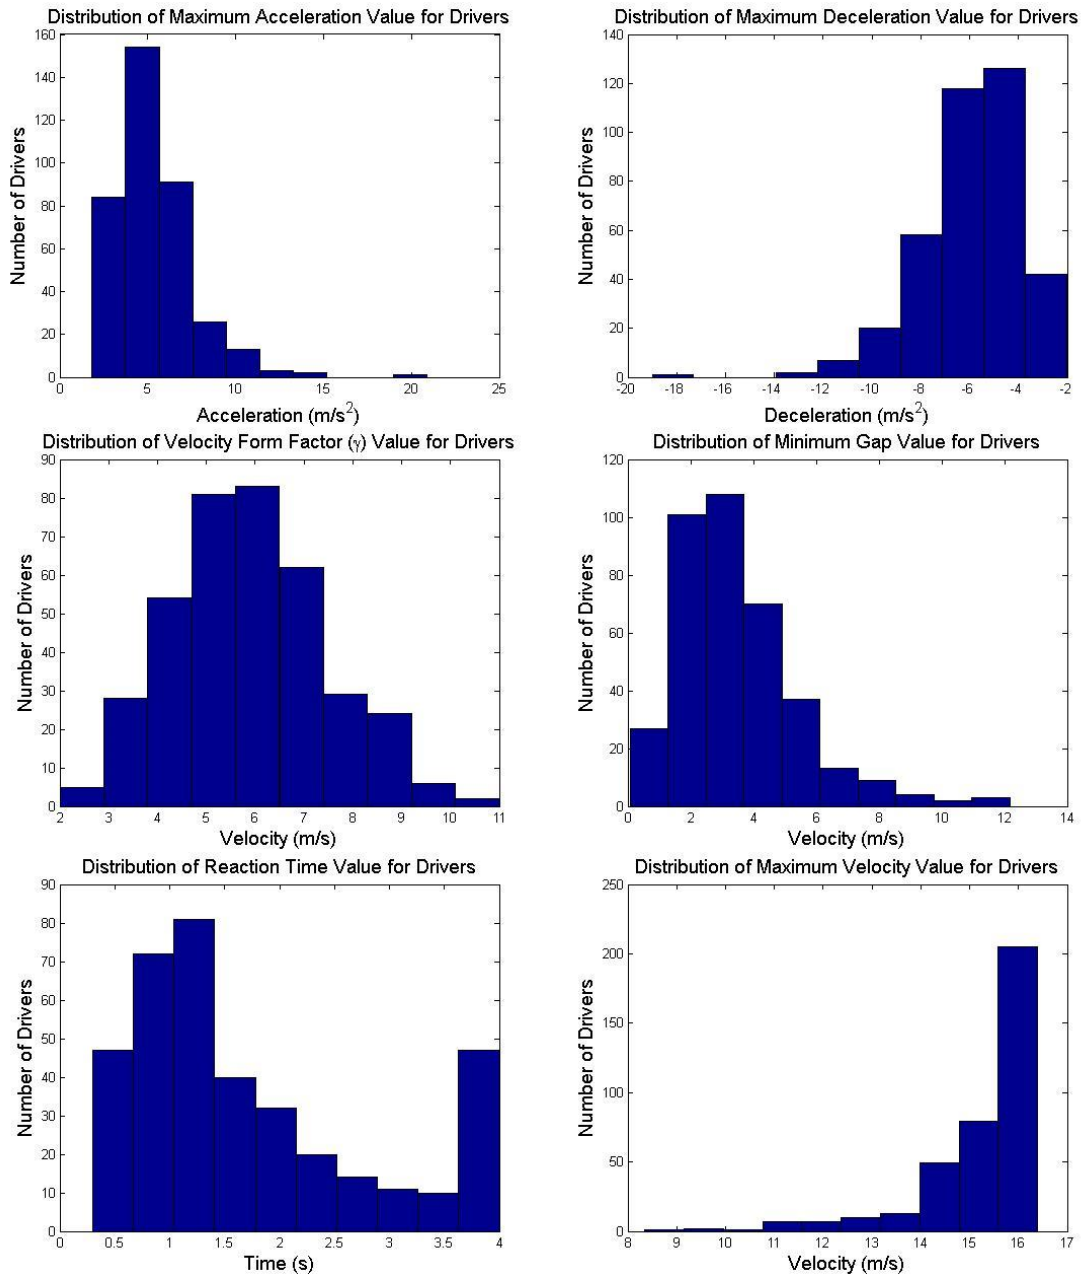 Distribution of Maximum Acceleration Value for Drivers
160
140
120
100
80
60
40
20
0
Number of Drivers
0 5 10 15 20 25
Acceleration (m/s²)
Distribution of Maximum Deceleration Value for Drivers
140
120
100
80
60
40
20
0
Number of Drivers
-20 -18 -16 -14 -12 -10 -8 -6 -4 -2
Deceleration (m/s²)
Distribution of Velocity Form Factor (γ) Value for Drivers
90
80
70
60
50
40
30
20
10
0
Number of Drivers
2 3 4 5 6 7 8 9 10 11
Velocity (m/s)
Distribution of Minimum Gap Value for Drivers
120
100
80
60
40
20
0
Number of Drivers
0 2 4 6 8 10 12 14
Velocity (m/s)
Distribution of Reaction Time Value for Drivers
90
80
70
60
50
40
30
20
10
0
Number of Drivers
0 0.5 1 1.5 2 2.5 3 3.5 4
Time (s)
Distribution of Maximum Velocity Value for Drivers
250
200
150
100
50
0
Number of Drivers
8 9 10 11 12 13 14 15 16 17
Velocity (m/s)